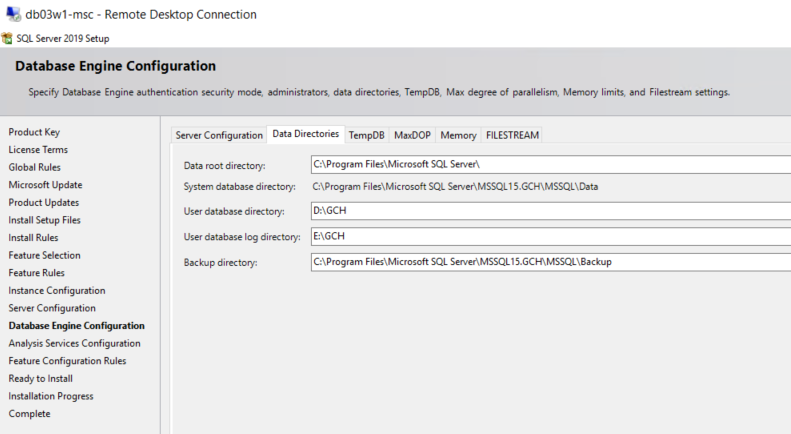 db03w1-msc - Remote Desktop Connection
SQL Server 2019 Setup
Database Engine Configuration
Specify Database Engine authentication security mode, administrators, data directories, TempDB, Max degree of parallelism, Memory limits, and Filestream settings.
Product Key
License Terms
Global Rules
Microsoft Update
Product Updates
Install Setup Files
Install Rules
Feature Selection
Feature Rules
Instance Configuration
Server Configuration
Database Engine Configuration
Analysis Services Configuration
Feature Configuration Rules
Ready to Install
Installation Progress
Complete
Server Configuration Data Directories TempDB MaxDOP Memory FILESTREAM
Data root directory: C:\Program Files\Microsoft SQL Server\
System database directory: C:\Program Files\Microsoft SQL Server\MSSQL15.GCH\MSSQL\Data
User database directory: D:\GCH
User database log directory: E:\GCH
Backup directory: C:\Program Files\Microsoft SQL Server\MSSQL15.GCH\MSSQL\Backup